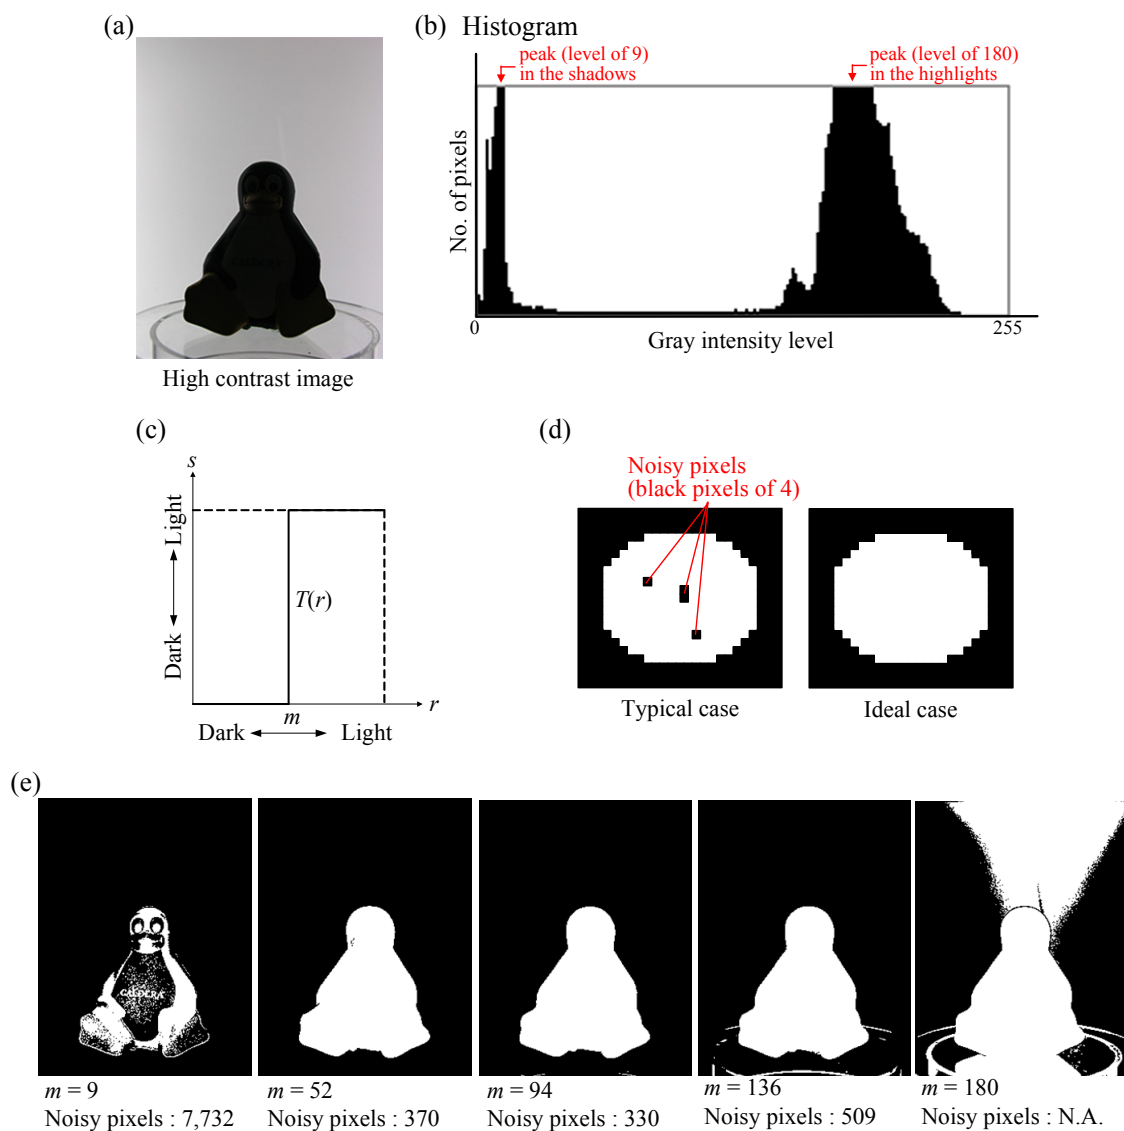 (a)
High contrast image
(b) Histogram
peak (level of 9)
in the shadows
peak (level of 180)
in the highlights
No. of pixels
0
255
Gray intensity level
(c)
s
Light
Dark
T(r)
m
r
Dark
Light
(d)
Noisy pixels
(black pixels of 4)
Typical case
Ideal case
(e)
CALDERA
m = 9
Noisy pixels : 7,732
m = 52
Noisy pixels : 370
m = 94
Noisy pixels : 330
m = 136
Noisy pixels : 509
m = 180
Noisy pixels : N.A.